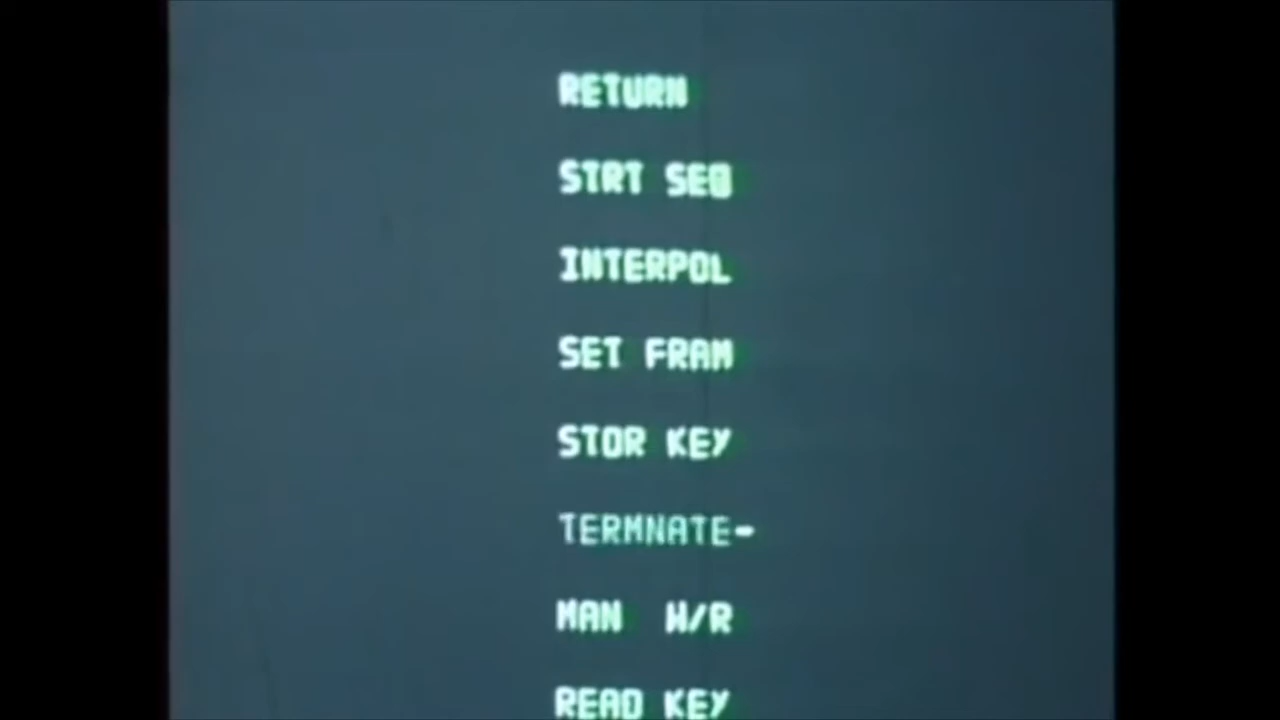 RETURN
STRT SEQ
INTERPOL
SET FRAM
STOR KEY
TERMNATE-
MAN W/R
READ KEY